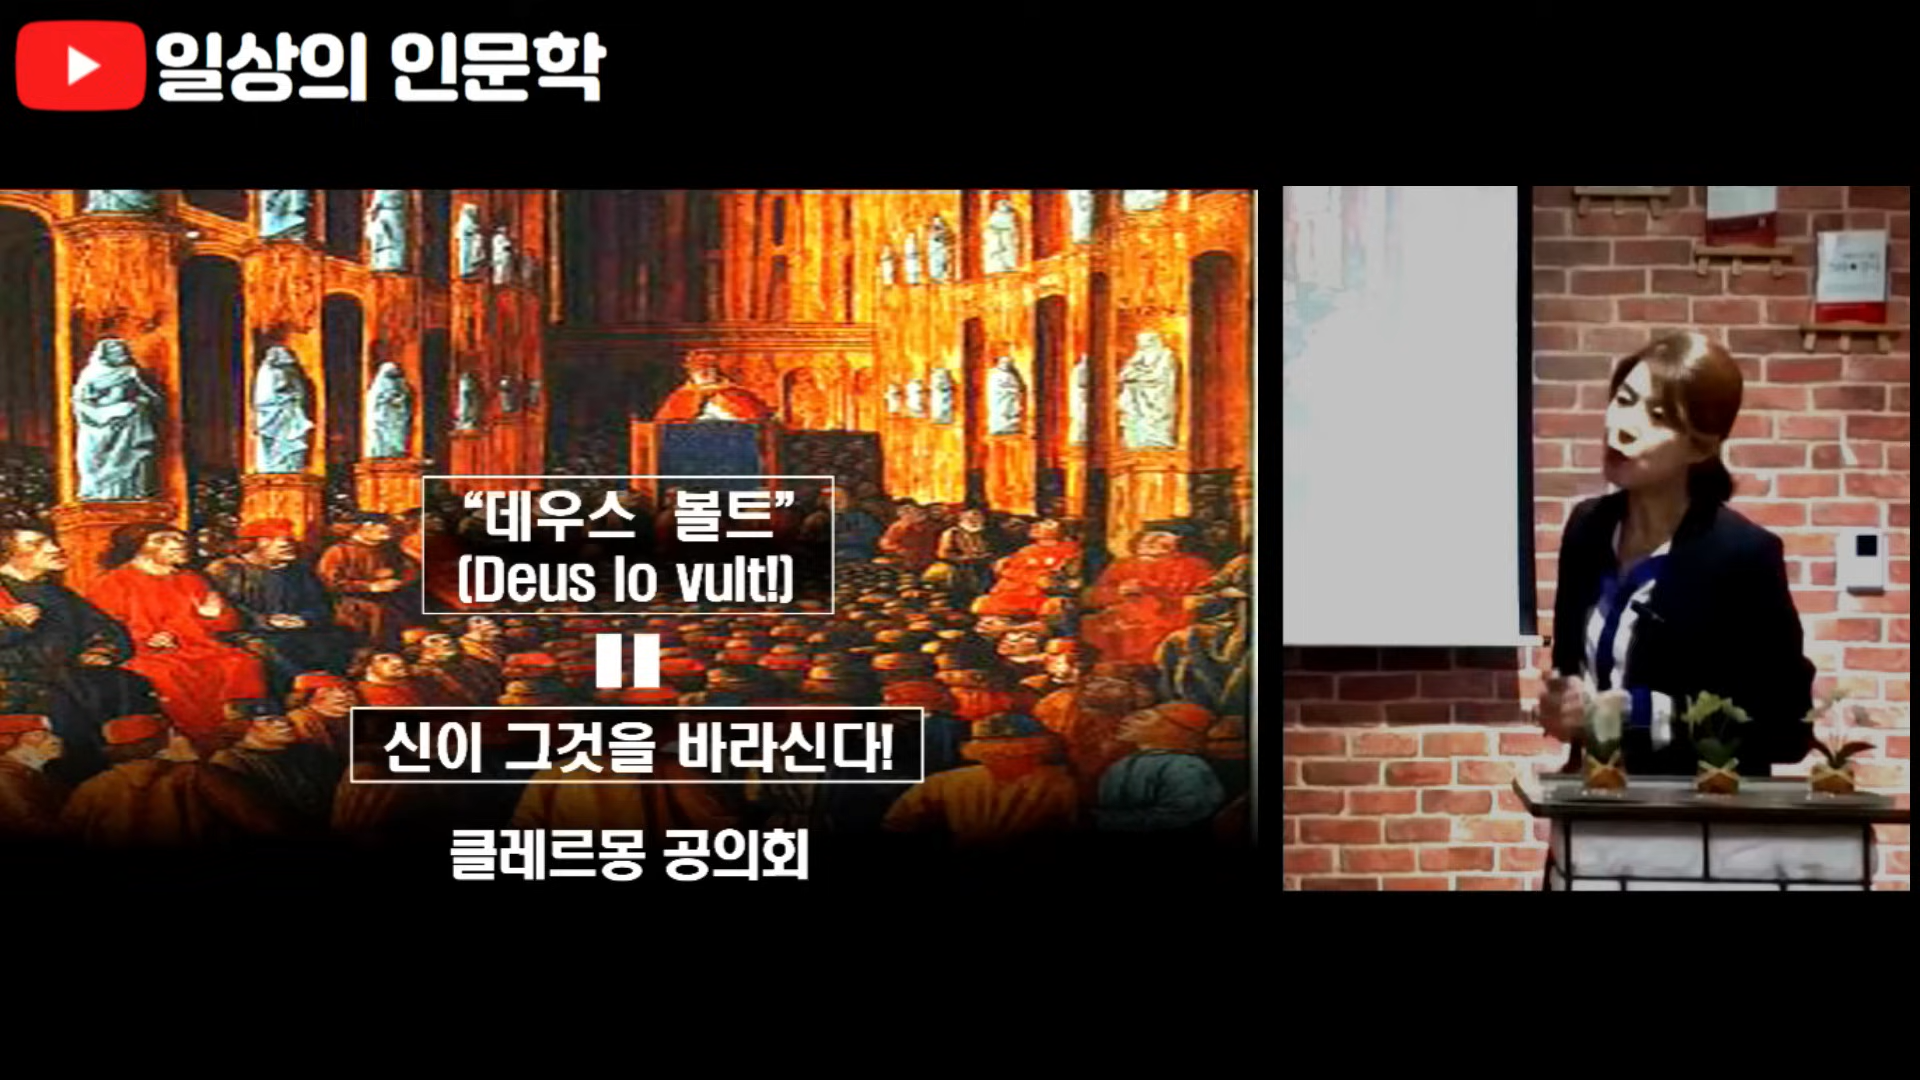 일상의 인문학
“데우스 볼트”
(Deus lo vult!)
신이 그것을 바라신다!
클레르몽 공의회